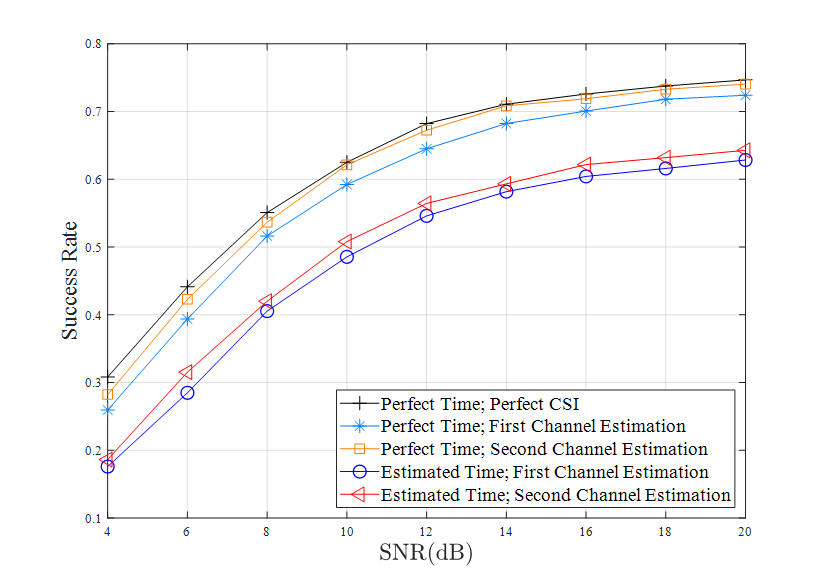 0.8
0.7
0.6
0.5
0.4
0.3
0.2
0.1
Success Rate
Perfect Time; Perfect CSI
Perfect Time; First Channel Estimation
Perfect Time; Second Channel Estimation
Estimated Time; First Channel Estimation
Estimated Time; Second Channel Estimation
4 6 8 10 12 14 16 18 20
SNR(dB)